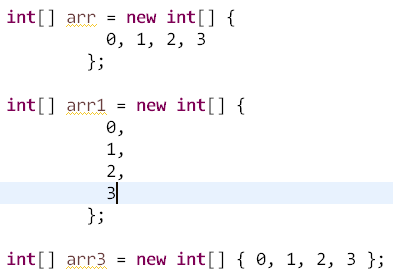 int[] arr = new int[] {
0, 1, 2, 3
};
int[] arr1 = new int[] {
0,
1,
2,
3
};
int[] arr3 = new int[] { 0, 1, 2, 3 };